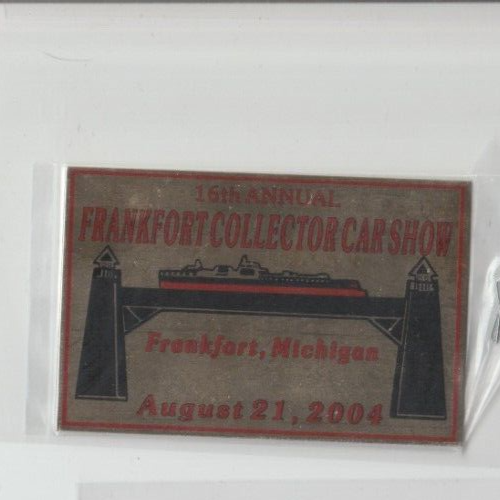 16th ANNUAL
FRANKFORT COLLECTOR CAR SHOW
Frankfort, Michigan
August 21, 2004